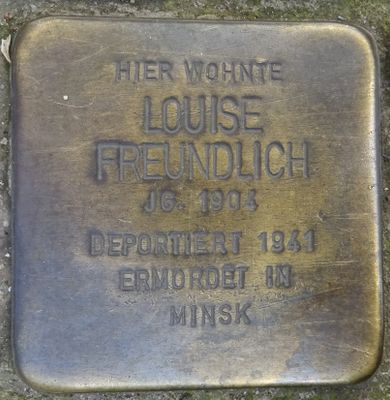 HIER WOHNTE
LOUISE
FREUNDLICH
JG. 1904
DEPORTIERT 1941
ERMORDET IN
MINSK